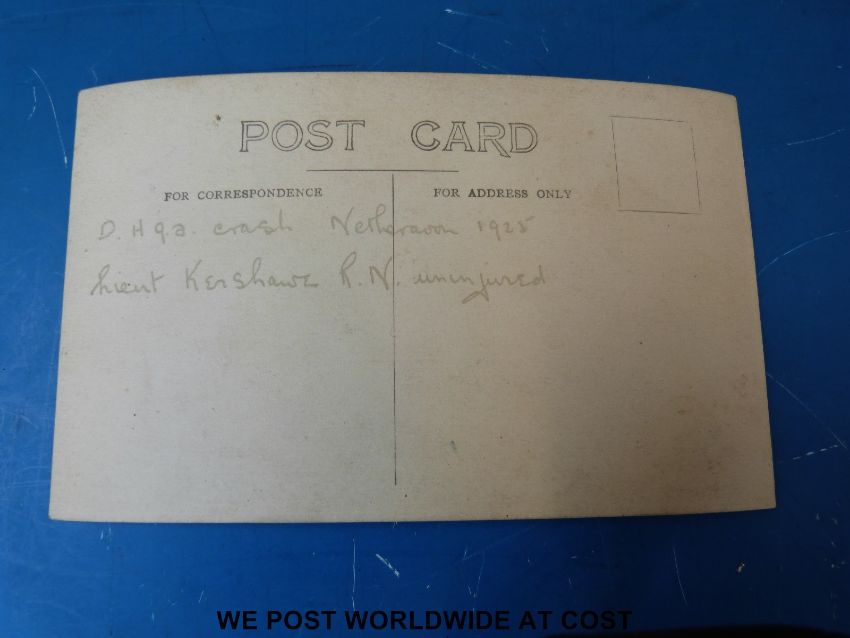 POST CARD
FOR CORRESPONDENCE
FOR ADDRESS ONLY
D. H 9.a. crash Netheravon 1925
Lieut Kershawe R.N. uninjured
WE POST WORLDWIDE AT COST